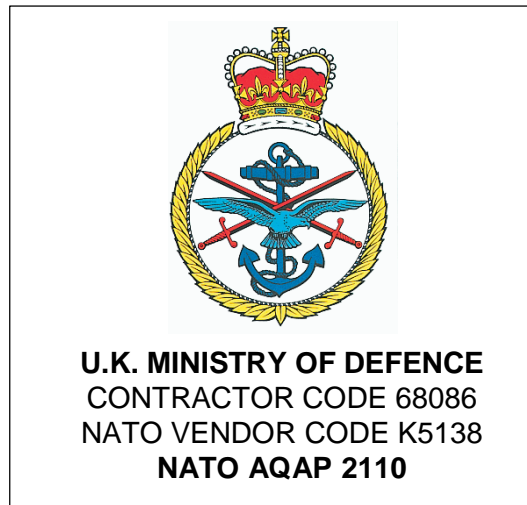 U.K. MINISTRY OF DEFENCE
CONTRACTOR CODE 68086
NATO VENDOR CODE K5138
NATO AQAP 2110